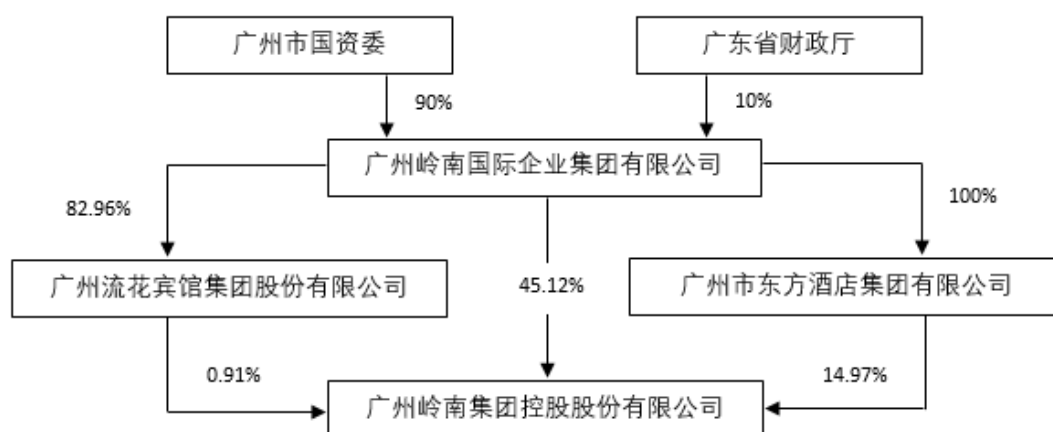 广州市国资委
广东省财政厅
90%
10%
广州岭南国际企业集团有限公司
82.96%
100%
广州流花宾馆集团股份有限公司
45.12%
广州市东方酒店集团有限公司
0.91%
14.97%
广州岭南集团控股股份有限公司